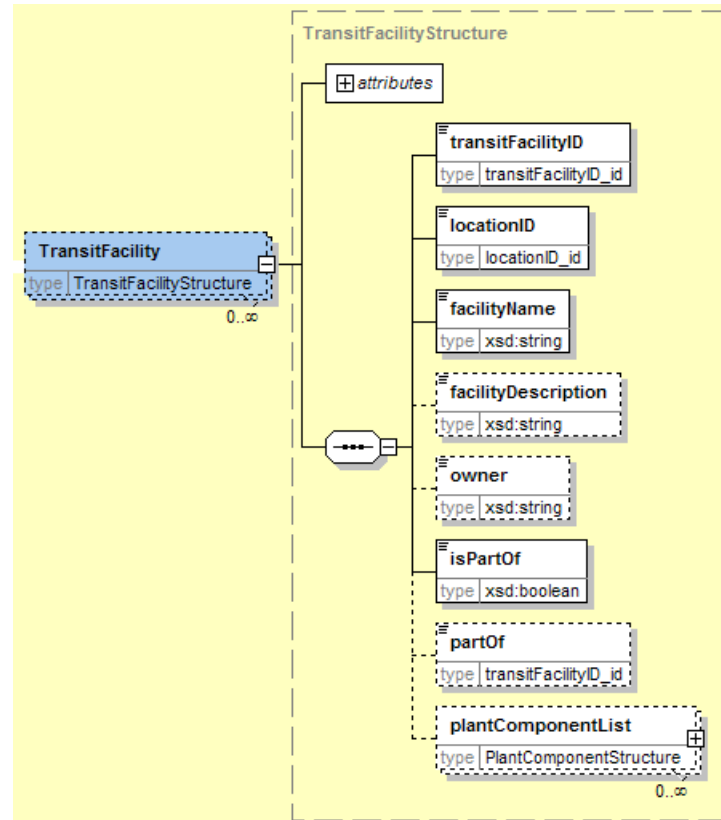 TransitFacilityStructure
attributes
transitFacilityID
type transitFacilityID_id
locationID
type locationID_id
TransitFacility
type TransitFacilityStructure
0..∞
facilityName
type xsd:string
facilityDescription
type xsd:string
owner
type xsd:string
isPartOf
type xsd:boolean
partOf
type transitFacilityID_id
plantComponentList
type PlantComponentStructure
0..∞